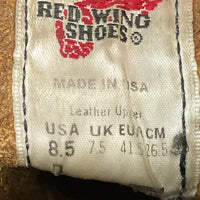 RED WING
SHOES®
MADE IN USA
Leather Upper
USA UK EUR CM
8.5 7.5 41.5 26.5